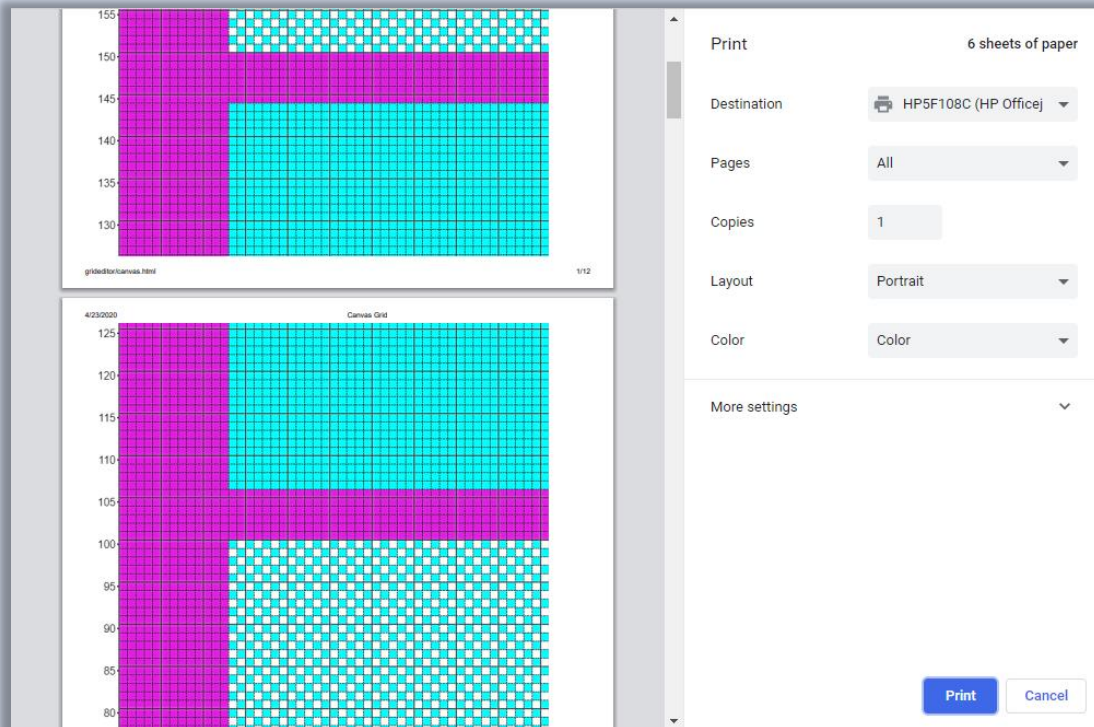 155
150
145
140
135
130
grideditor/canvas.html 1/12
4/23/2020 Canvas Grid
125
120
115
110
105
100
95
90
85
80
Print 6 sheets of paper
Destination HP5F108C (HP Officej
Pages All
Copies 1
Layout Portrait
Color Color
More settings
Print Cancel